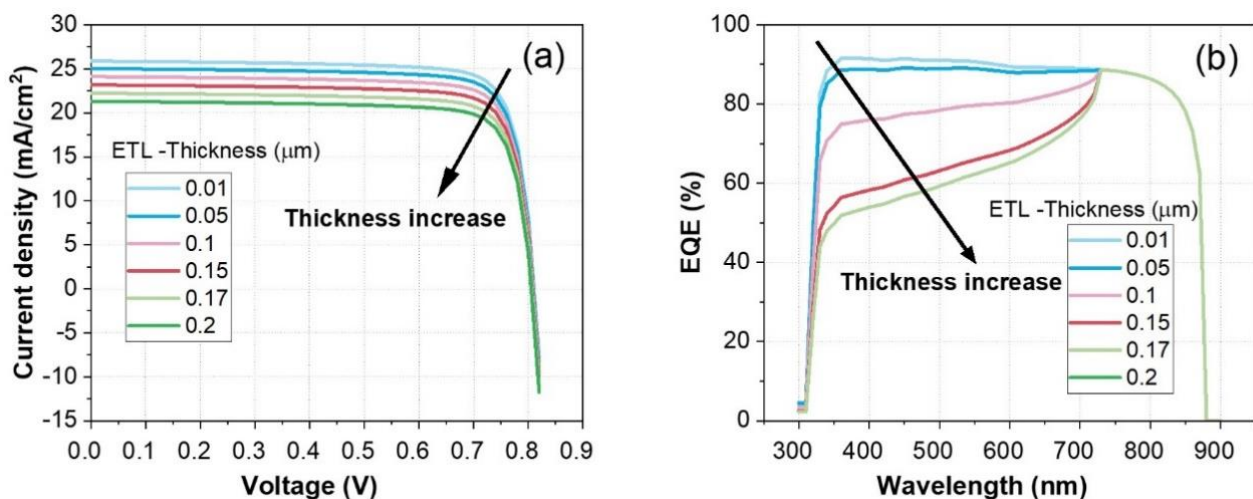 (a)
30
25
20
15
10
5
0
-5
-10
-15
Current density (mA/cm²)
ETL -Thickness (μm)
0.01
0.05
0.1
0.15
0.17
0.2
Thickness increase
0.0 0.1 0.2 0.3 0.4 0.5 0.6 0.7 0.8 0.9
Voltage (V)
(b)
100
80
60
40
20
0
EQE (%)
Thickness increase
ETL -Thickness (μm)
0.01
0.05
0.1
0.15
0.17
0.2
300 400 500 600 700 800 900
Wavelength (nm)